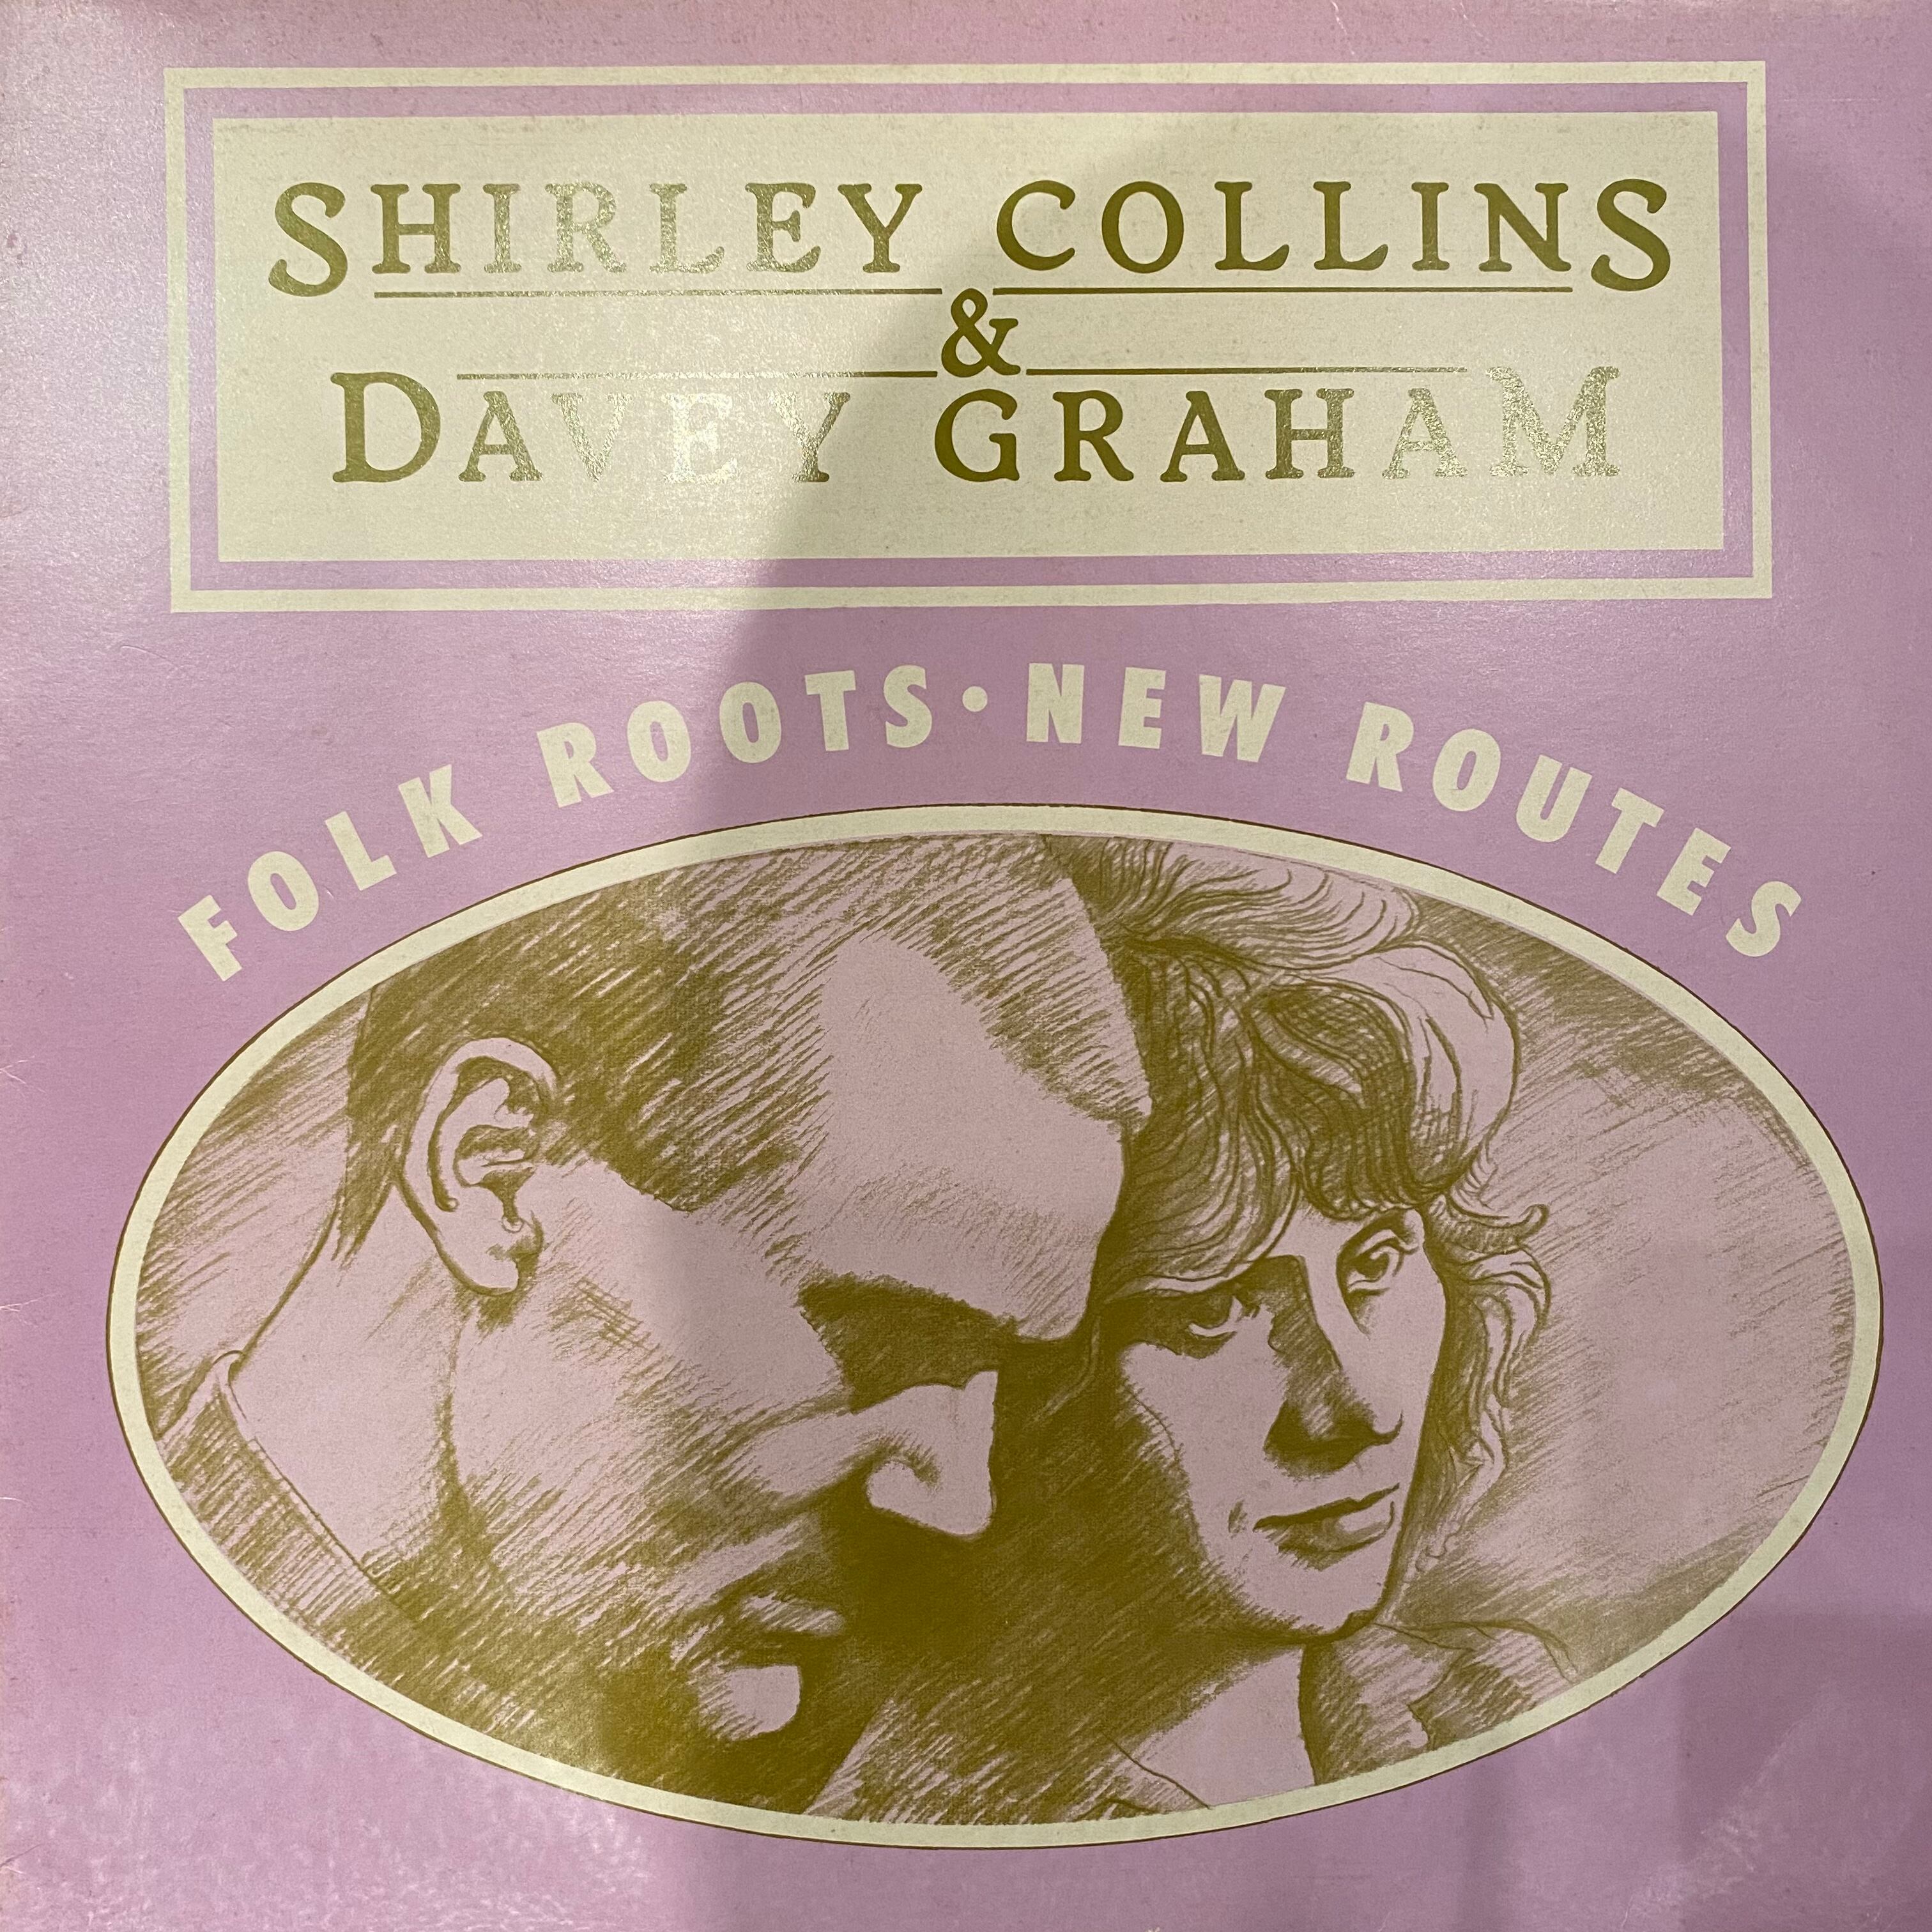 SHIRLEY COLLINS
&
DAVEY GRAHAM
FOLK ROOTS·NEW ROUTES